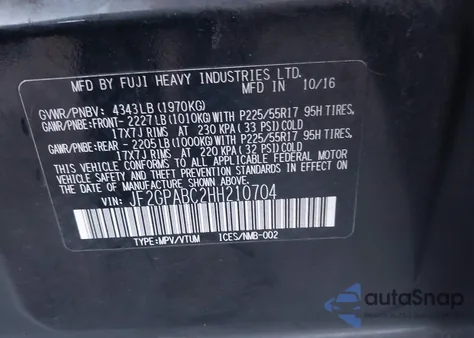 MFD BY FUJI HEAVY INDUSTRIES LTD.
MFD IN 10/16
GVWR/PNBV: 4343LB (1970KG)
GAWR/PNBE:FRONT- 2227LB (1010KG)WITH P225/55R17 95H TIRES,
17X7J RIMS AT 230 KPA (33 PSI) COLD
GAWR/PNBE:REAR - 2205LB (1000KG)WITH P225/55R17 95H TIRES,
17X7J RIMS AT 220 KPA (32 PSI) COLD
THIS VEHICLE CONFORMS TO ALL APPLICABLE FEDERAL MOTOR
VEHICLE SAFETY, BUMPER, AND THEFT PREVENTION STANDARDS IN
EFFECT ON THE DATE OF MANUFACTURE SHOWN ABOVE.
VIN: JF2GPABC2HH210704
TYPE:MPV/VTUM ICES/NMB-002
autoSnap